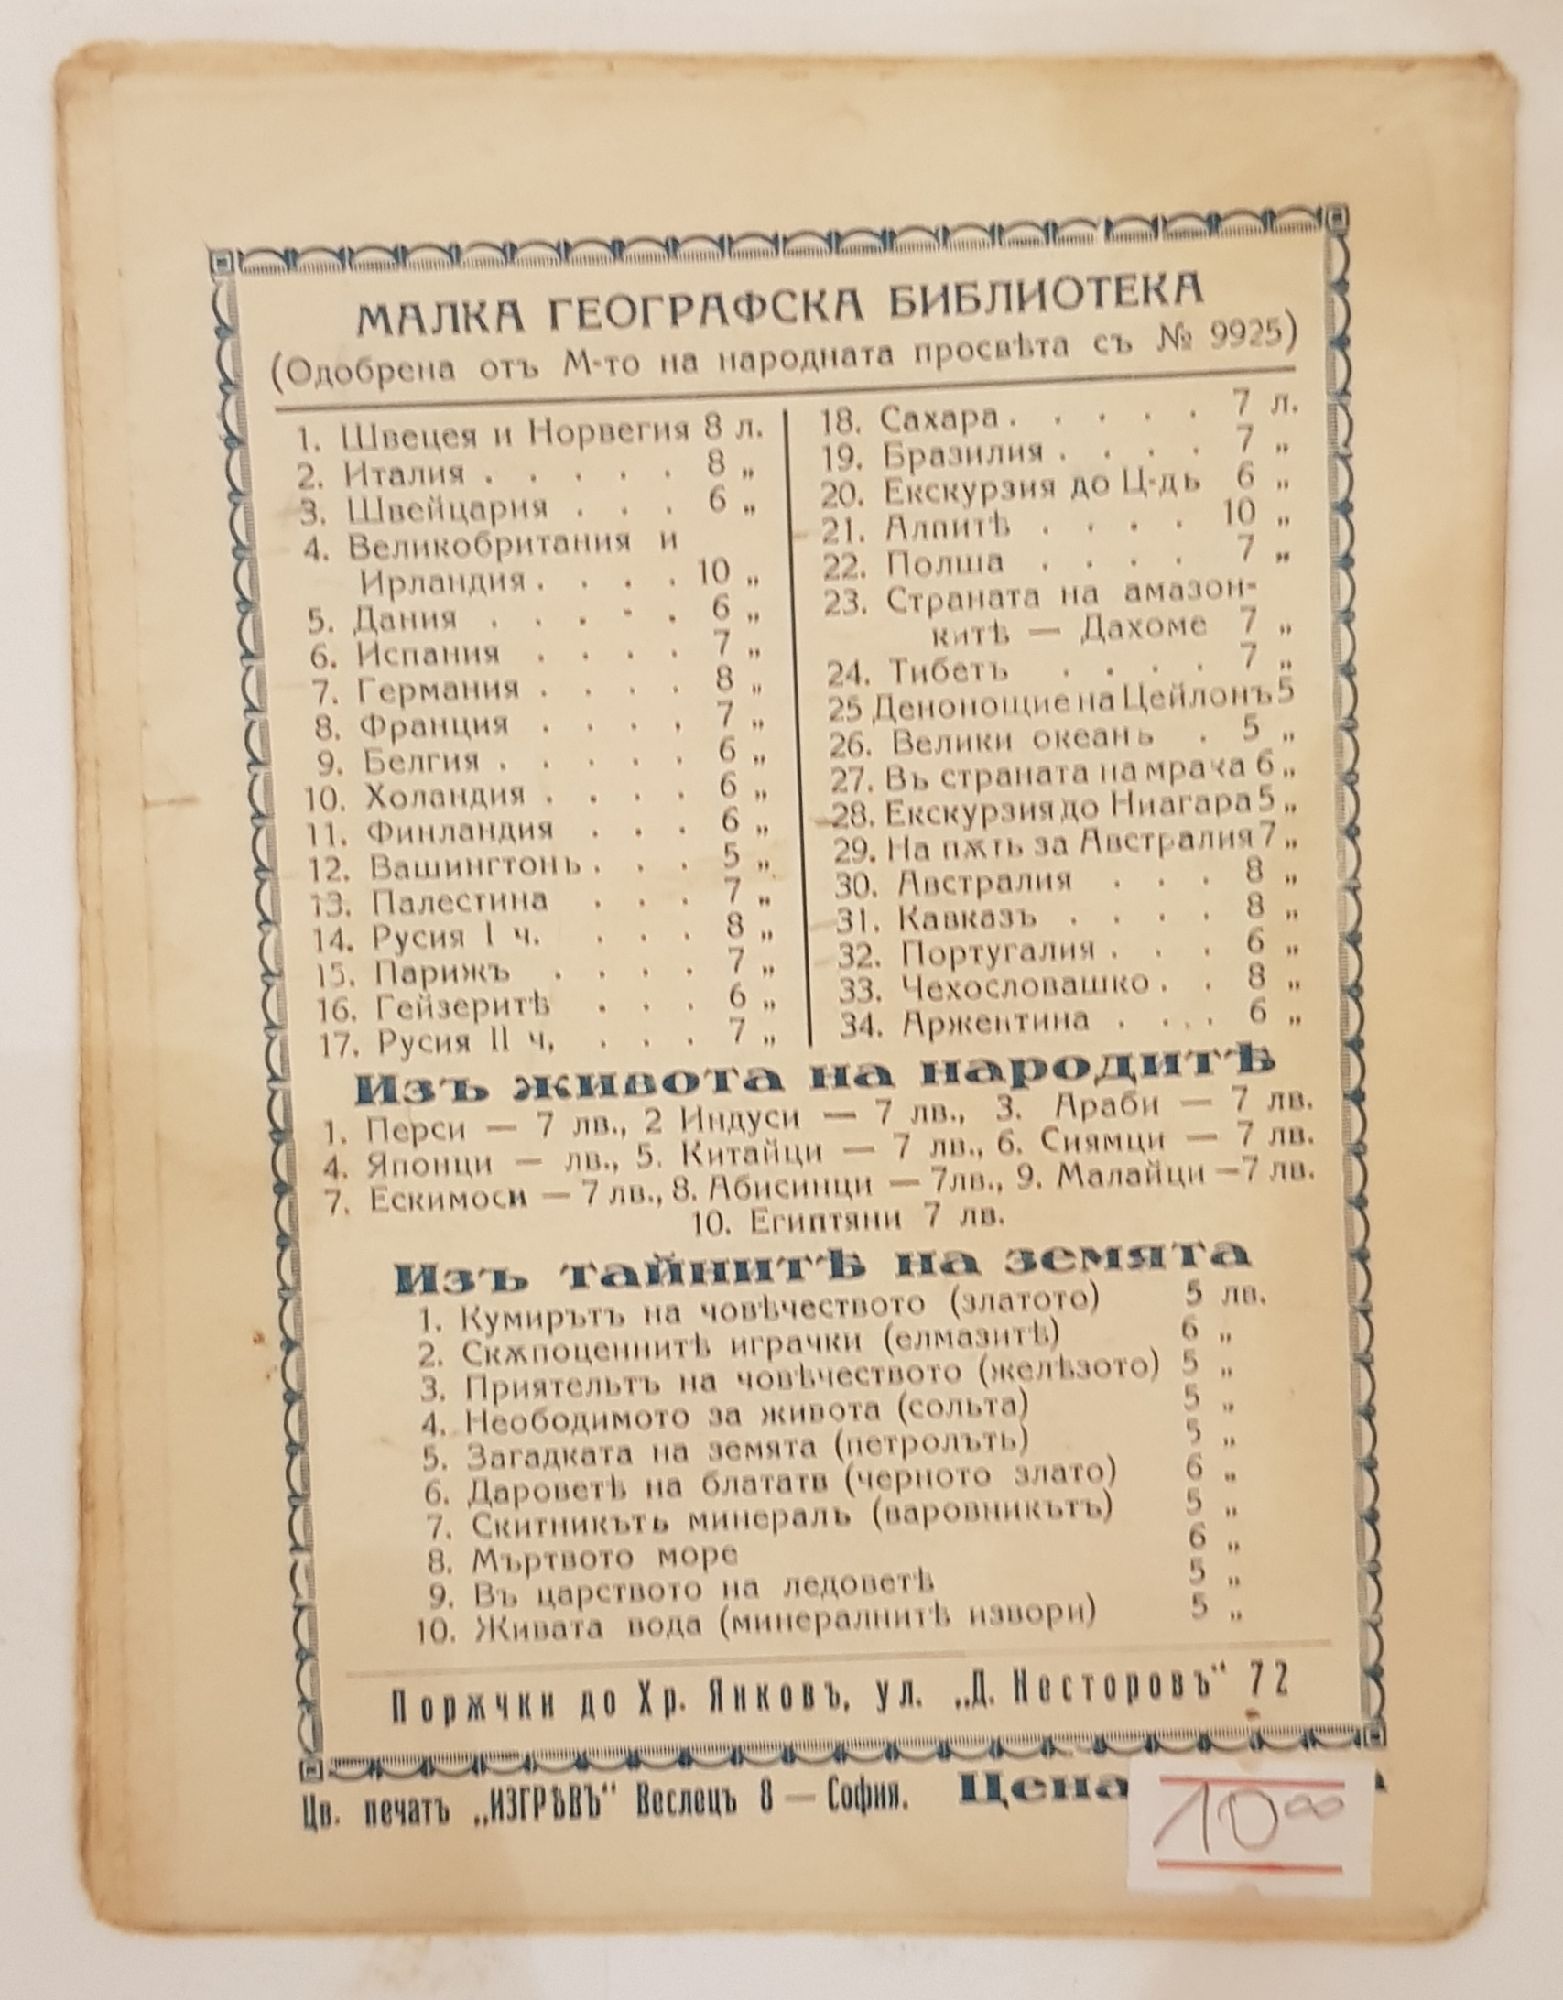 МАЛКА ГЕОГРАФСКА БИБЛИОТЕКА
(Одобрена отъ М-то на народната просвѣта съ № 9925)
1. Швецея и Норвегия 8 л.
2. Италия . . . . . 8 „
3. Швейцария . . . 6 „
4. Великобритания и
Ирландия . . . . 10 „
5. Дания . . . - . 6 „
6. Испания . . . . 7 „
7. Германия . . . . 8 „
8. Франция . . . , 7 „
9. Белгия . . . . . 6 „
10. Холандия . . . . 6 „
11. Финландия . . . 6 „
12. Вашингтонъ . . . 5 „
13. Палестина . . . 7 „
14. Русия I ч. . . . 8 „
15. Парижъ . . . . 7 „
16. Гейзеритѣ . . . 6 „
17. Русия II ч, . . . 7 „
18. Сахара . . . . . 7 л.
19. Бразилия . . . . 7 „
20. Екскурзия до Ц-дъ 6 „
21. Алпитѣ . . . . 10 „
22. Полша . . . . 7 „
23. Страната на амазон-
китѣ — Дахоме 7 „
24. Тибетъ . . . . 7 „
25 Денонощие на Цейлонъ 5
26. Велики океанъ . 5 „
27. Въ страната на мрака 6 „
28. Екскурзия до Ниагара 5 „
29. На пѫть за Австралия 7 „
30. Австралия . . . 8 „
31. Кавказъ . . . . 8 „
32. Португалия . . . 6 „
33. Чехословашко . . 8 „
34. Аржентина . . . . 6 „
Изъ живота на народитѣ
1. Перси — 7 лв., 2 Индуси — 7 лв., 3. Араби — 7 лв.
4. Японци — лв., 5. Китайци — 7 лв., 6. Сиямци — 7 лв.
7. Ескимоси — 7 лв., 8. Абисинци — 7лв., 9. Малайци —7 лв.
10. Египтяни 7 лв.
Изъ тайнитѣ на земята
1. Кумирътъ на човѣчеството (златото) 5 лв.
2. Скѫпоценнитѣ играчки (елмазитѣ) 6 „
3. Приятельтъ на човѣчеството (желѣзото) 5 „
4. Неободимото за живота (сольта) 5 „
5. Загадката на земята (петролътъ) 5 „
6. Дароветѣ на блататв (черното злато) 6 „
7. Скитникътъ минералъ (варовникътъ) 5 „
8. Мъртвото море 6 „
9. Въ царството на ледоветѣ 5 „
10. Живата вода (минералнитѣ извори) 5 „
Порѫчки до Хр. Янковъ, ул. „Д. Несторовъ“ 72
Цв. печатъ „ИЗГРѢВЪ“ Веслецъ 8 — София. Цена
10 00